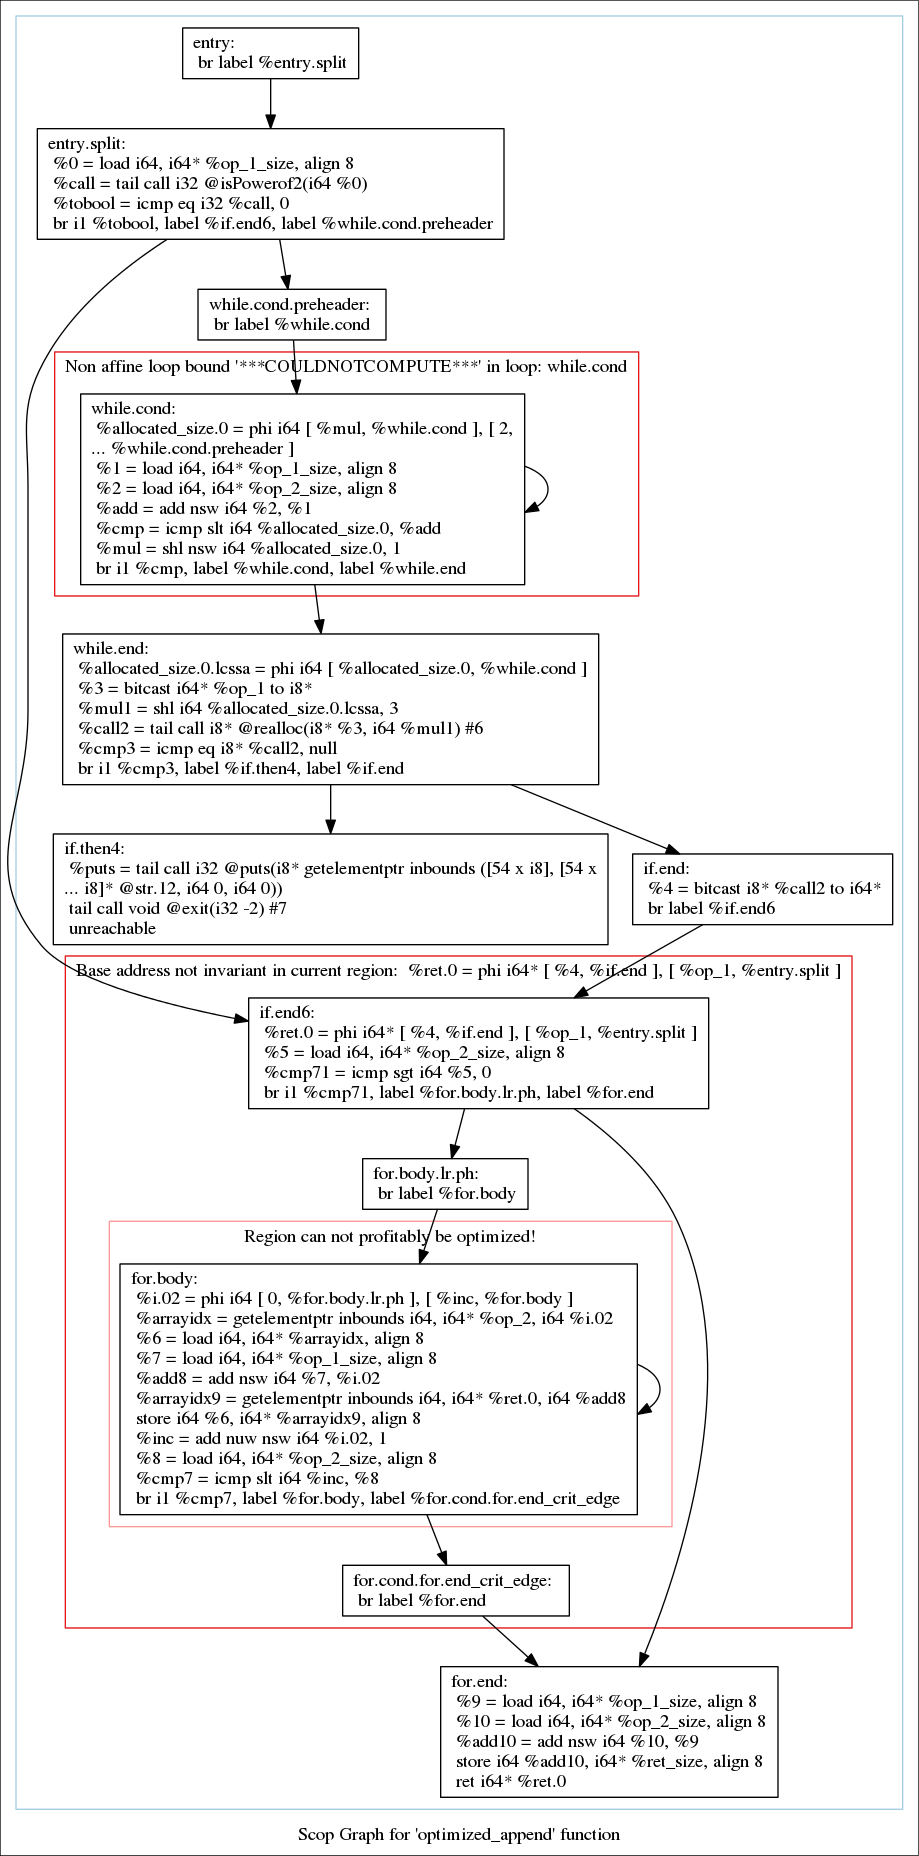 entry:
br label %entry.split
entry.split:
%0 = load i64, i64* %op_1_size, align 8
%call = tail call i32 @isPowerof2(i64 %0)
%tobool = icmp eq i32 %call, 0
br i1 %tobool, label %if.end6, label %while.cond.preheader
while.cond.preheader:
br label %while.cond
Non affine loop bound '***COULDNOTCOMPUTE***' in loop: while.cond
while.cond:
%allocated_size.0 = phi i64 [ %mul, %while.cond ], [ 2,
... %while.cond.preheader ]
%1 = load i64, i64* %op_1_size, align 8
%2 = load i64, i64* %op_2_size, align 8
%add = add nsw i64 %2, %1
%cmp = icmp slt i64 %allocated_size.0, %add
%mul = shl nsw i64 %allocated_size.0, 1
br i1 %cmp, label %while.cond, label %while.end
while.end:
%allocated_size.0.lcssa = phi i64 [ %allocated_size.0, %while.cond ]
%3 = bitcast i64* %op_1 to i8*
%mul1 = shl i64 %allocated_size.0.lcssa, 3
%call2 = tail call i8* @realloc(i8* %3, i64 %mul1) #6
%cmp3 = icmp eq i8* %call2, null
br i1 %cmp3, label %if.then4, label %if.end
if.then4:
%puts = tail call i32 @puts(i8* getelementptr inbounds ([54 x i8], [54 x
... i8]* @str.12, i64 0, i64 0))
tail call void @exit(i32 -2) #7
unreachable
if.end:
%4 = bitcast i8* %call2 to i64*
br label %if.end6
Base address not invariant in current region:  %ret.0 = phi i64* [ %4, %if.end ], [ %op_1, %entry.split ]
if.end6:
%ret.0 = phi i64* [ %4, %if.end ], [ %op_1, %entry.split ]
%5 = load i64, i64* %op_2_size, align 8
%cmp71 = icmp sgt i64 %5, 0
br i1 %cmp71, label %for.body.lr.ph, label %for.end
for.body.lr.ph:
br label %for.body
Region can not profitably be optimized!
for.body:
%i.02 = phi i64 [ 0, %for.body.lr.ph ], [ %inc, %for.body ]
%arrayidx = getelementptr inbounds i64, i64* %op_2, i64 %i.02
%6 = load i64, i64* %arrayidx, align 8
%7 = load i64, i64* %op_1_size, align 8
%add8 = add nsw i64 %7, %i.02
%arrayidx9 = getelementptr inbounds i64, i64* %ret.0, i64 %add8
store i64 %6, i64* %arrayidx9, align 8
%inc = add nuw nsw i64 %i.02, 1
%8 = load i64, i64* %op_2_size, align 8
%cmp7 = icmp slt i64 %inc, %8
br i1 %cmp7, label %for.body, label %for.cond.for.end_crit_edge
for.cond.for.end_crit_edge:
br label %for.end
for.end:
%9 = load i64, i64* %op_1_size, align 8
%10 = load i64, i64* %op_2_size, align 8
%add10 = add nsw i64 %10, %9
store i64 %add10, i64* %ret_size, align 8
ret i64* %ret.0
Scop Graph for 'optimized_append' function